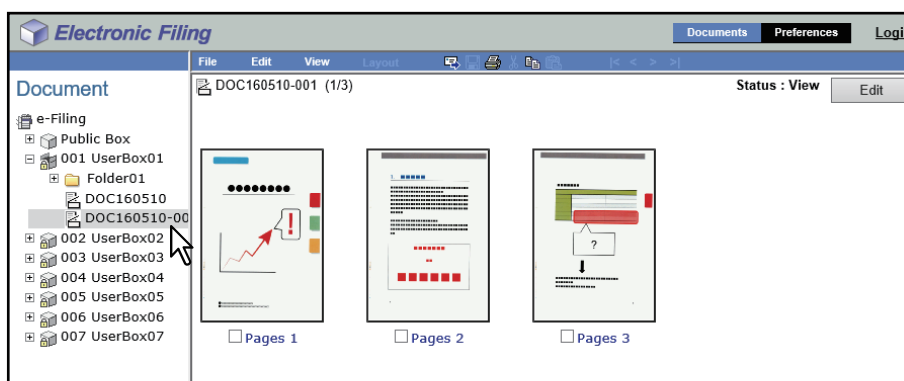 Electronic Filing
Documents Preferences Logi
File Edit View Layout |< < > >|
Document
DOC160510-001 (1/3) Status : View Edit
e-Filing
Public Box
001 UserBox01
Folder01
DOC160510
DOC160510-00
002 UserBox02
003 UserBox03
004 UserBox04
005 UserBox05
006 UserBox06
007 UserBox07
!
1.
?
Pages 1 Pages 2 Pages 3